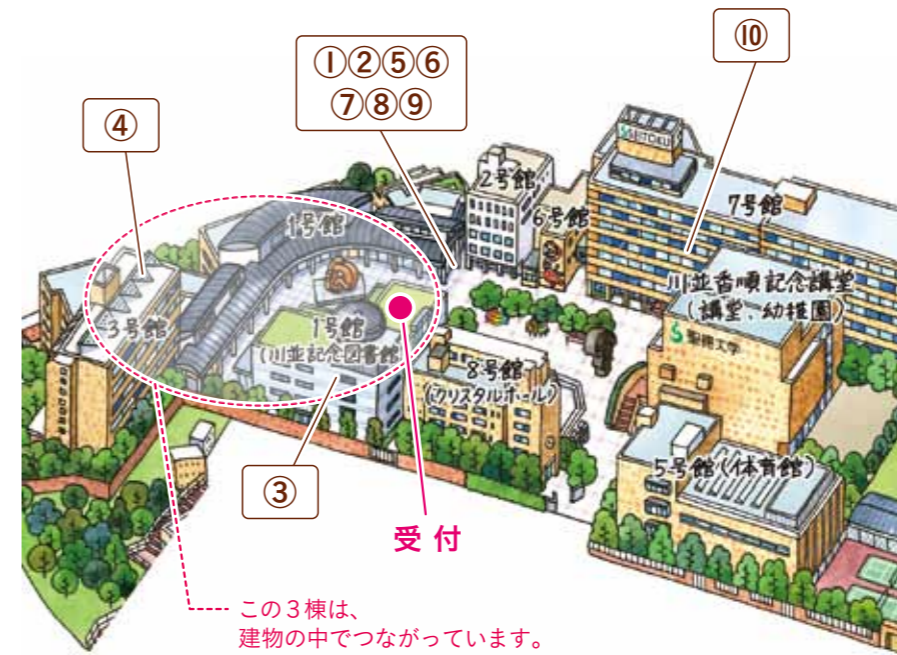 ⑩
①②⑤⑥
⑦⑧⑨
④
SEITOKU
2号館
6号館
7号館
1号館
川並香順記念講堂
(講堂、幼稚園)
3号館
1号館
(川並記念図書館
聖徳大学
8号館
(クリスタルホール)
5号館(体育館)
③
受付
この3棟は、
建物の中でつながっています。